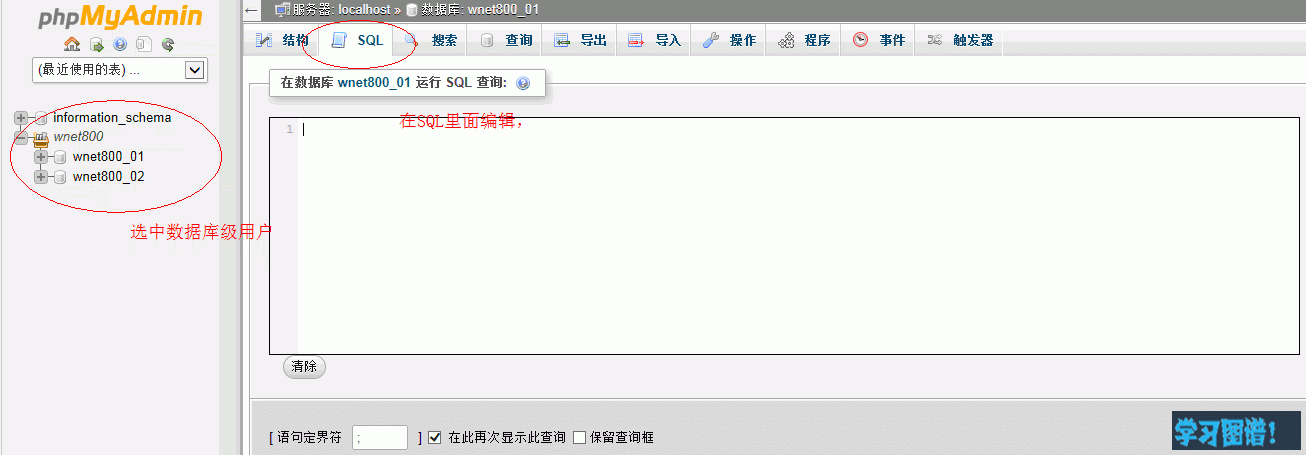 phpMyAdmin
(最近使用的表) ...
information_schema
wnet800
wnet800_01
wnet800_02
选中数据库级用户
服务器: localhost » 数据库: wnet800_01
结构 SQL 搜索 查询 导出 导入 操作 程序 事件 触发器
在数据库 wnet800_01 运行 SQL 查询:
1
在SQL里面编辑，
清除
[ 语句定界符 ; ] 在此再次显示此查询 保留查询框
学习图谱！